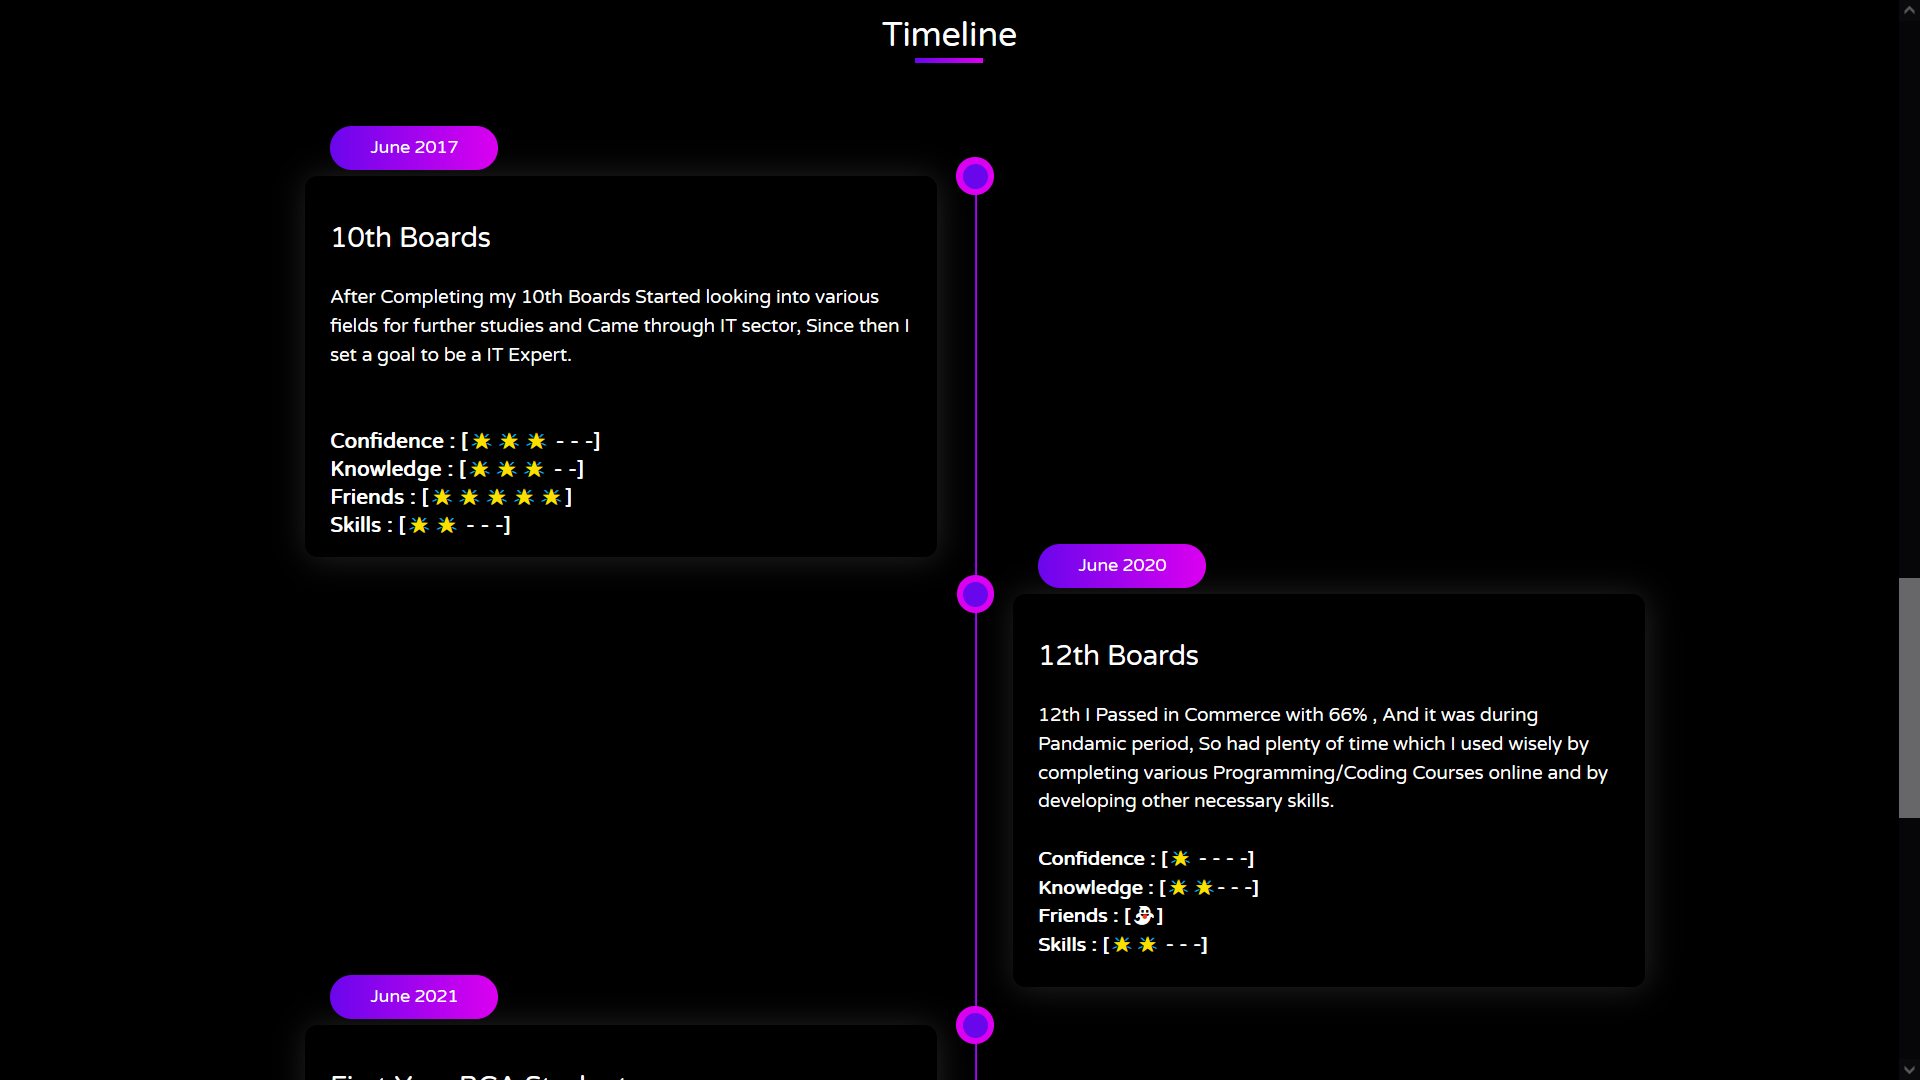 Timeline
June 2017
10th Boards
After Completing my 10th Boards Started looking into various
fields for further studies and Came through IT sector, Since then I
set a goal to be a IT Expert.
Confidence : [🌟 🌟 🌟 - - -]
Knowledge : [🌟 🌟 🌟 - -]
Friends : [🌟 🌟 🌟 🌟 🌟]
Skills : [🌟 🌟 - - -]
June 2020
12th Boards
12th I Passed in Commerce with 66% , And it was during
Pandamic period, So had plenty of time which I used wisely by
completing various Programming/Coding Courses online and by
developing other necessary skills.
Confidence : [🌟 - - - -]
Knowledge : [🌟 🌟- - -]
Friends : [👻]
Skills : [🌟 🌟 - - -]
June 2021
First Year BCA Student